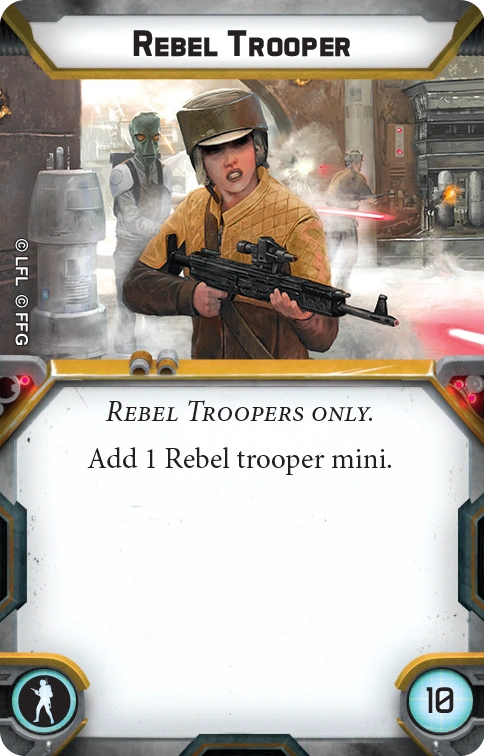 Rebel Trooper
© LFL © FFG
Rebel Troopers only.
Add 1 Rebel trooper mini.
10